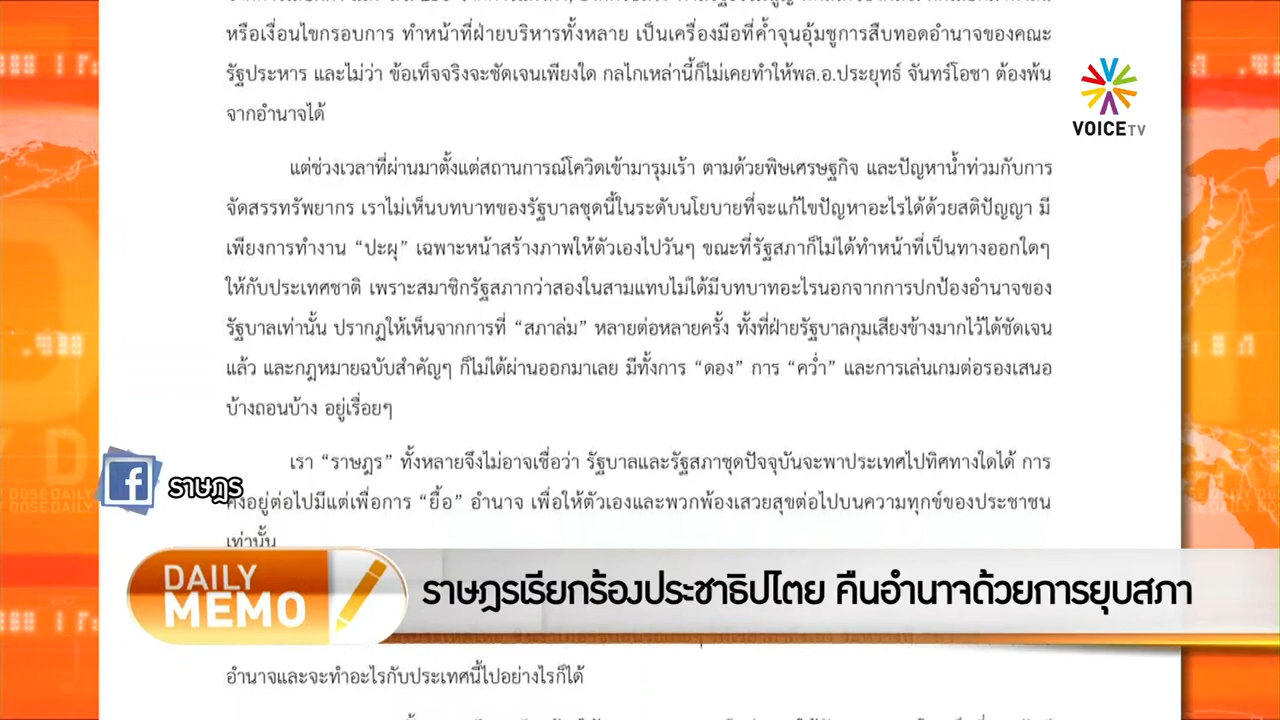 หรือเงื่อนไขกรอบการ ทำหน้าที่ฝ่ายบริหารทั้งหลาย เป็นเครื่องมือที่ค้ำจุนอุ้มชูการสืบทอดอำนาจของคณะ
รัฐประหาร และไม่ว่า ข้อเท็จจริงจะชัดเจนเพียงใด กลไกเหล่านี้ก็ไม่เคยทำให้พล.อ.ประยุทธ์ จันทร์โอชา ต้องพ้น
จากอำนาจได้
VOICE TV
แต่ช่วงเวลาที่ผ่านมาตั้งแต่สถานการณ์โควิดเข้ามารุมเร้า ตามด้วยพิษเศรษฐกิจ และปัญหาน้ำท่วมกับการ
จัดสรรทรัพยากร เราไม่เห็นบทบาทของรัฐบาลชุดนี้ในระดับนโยบายที่จะแก้ไขปัญหาอะไรได้ด้วยสติปัญญา มี
เพียงการทำงาน “ปะผุ” เฉพาะหน้าสร้างภาพให้ตัวเองไปวันๆ ขณะที่รัฐสภาก็ไม่ได้ทำหน้าที่เป็นทางออกใดๆ
ให้กับประเทศชาติ เพราะสมาชิกรัฐสภากว่าสองในสามแทบไม่ได้มีบทบาทอะไรนอกจากการปกป้องอำนาจของ
รัฐบาลเท่านั้น ปรากฏให้เห็นจากการที่ “สภาล่ม” หลายต่อหลายครั้ง ทั้งที่ฝ่ายรัฐบาลกุมเสียงข้างมากไว้ได้ชัดเจน
แล้ว และกฎหมายฉบับสำคัญๆ ก็ไม่ได้ผ่านออกมาเลย มีทั้งการ “ดอง” การ “คว่ำ” และการเล่นเกมต่อรองเสนอ
บ้างถอนบ้าง อยู่เรื่อยๆ
เรา “ราษฎร” ทั้งหลายจึงไม่อาจเชื่อว่า รัฐบาลและรัฐสภาชุดปัจจุบันจะพาประเทศไปทิศทางใดได้ การ
คงอยู่ต่อไปมีแต่เพื่อการ “ยื้อ” อำนาจ เพื่อให้ตัวเองและพวกพ้องเสวยสุขต่อไปบนความทุกข์ของประชาชน
เท่านั้น
ราษฎร
DAILY
MEMO
ราษฎรเรียกร้องประชาธิปไตย คืนอำนาจด้วยการยุบสภา
อำนาจและจะทำอะไรกับประเทศนี้ไปอย่างไรก็ได้